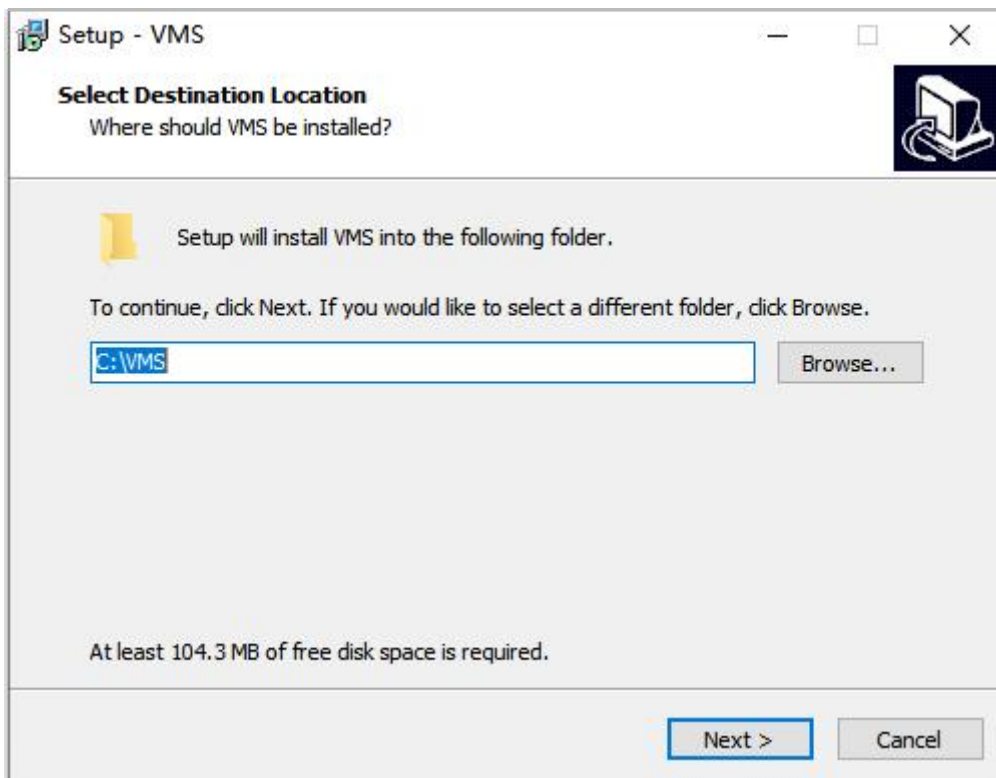 Setup - VMS
Select Destination Location
Where should VMS be installed?
Setup will install VMS into the following folder.
To continue, click Next. If you would like to select a different folder, click Browse.
C:\VMS
Browse...
At least 104.3 MB of free disk space is required.
Next >
Cancel